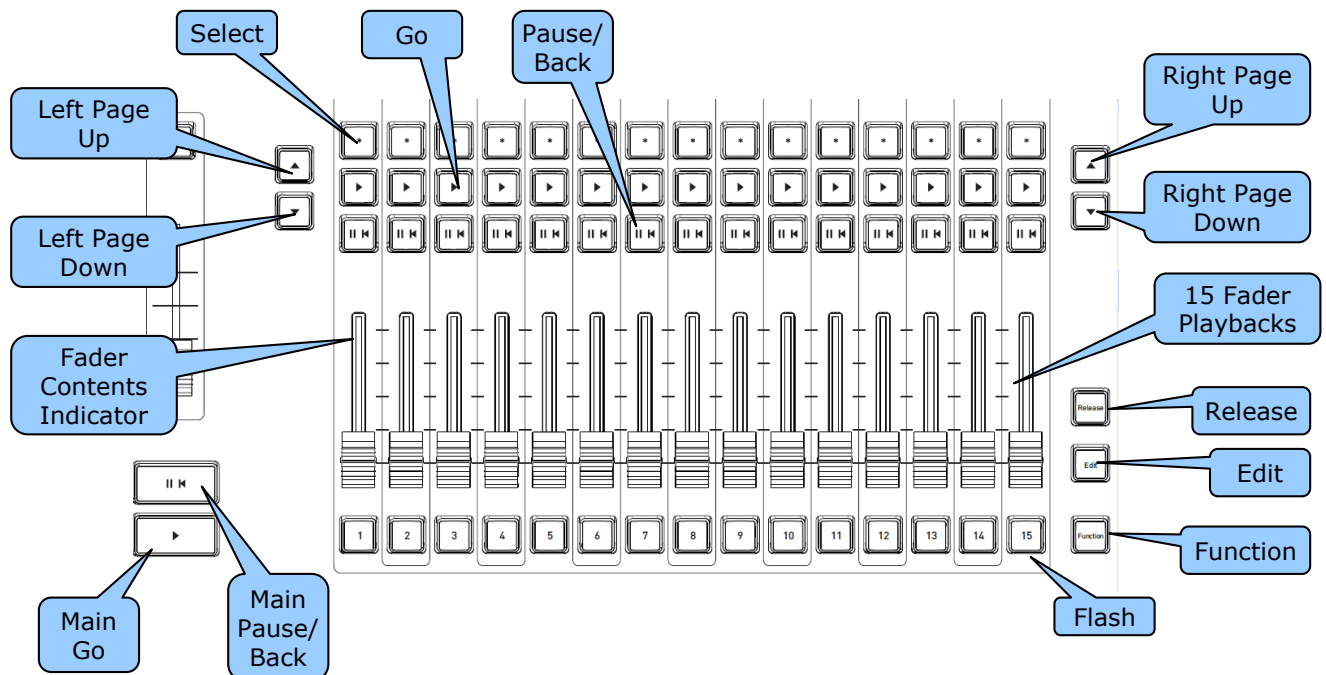 Select
Go
Pause/
Back
Right Page
Up
Left Page
Up
Left Page
Down
Right Page
Down
15 Fader
Playbacks
Fader
Contents
Indicator
Release
Release
Edit
Edit
1 2 3 4 5 6 7 8 9 10 11 12 13 14 15
Function
Function
Flash
Main
Go
Main
Pause/
Back